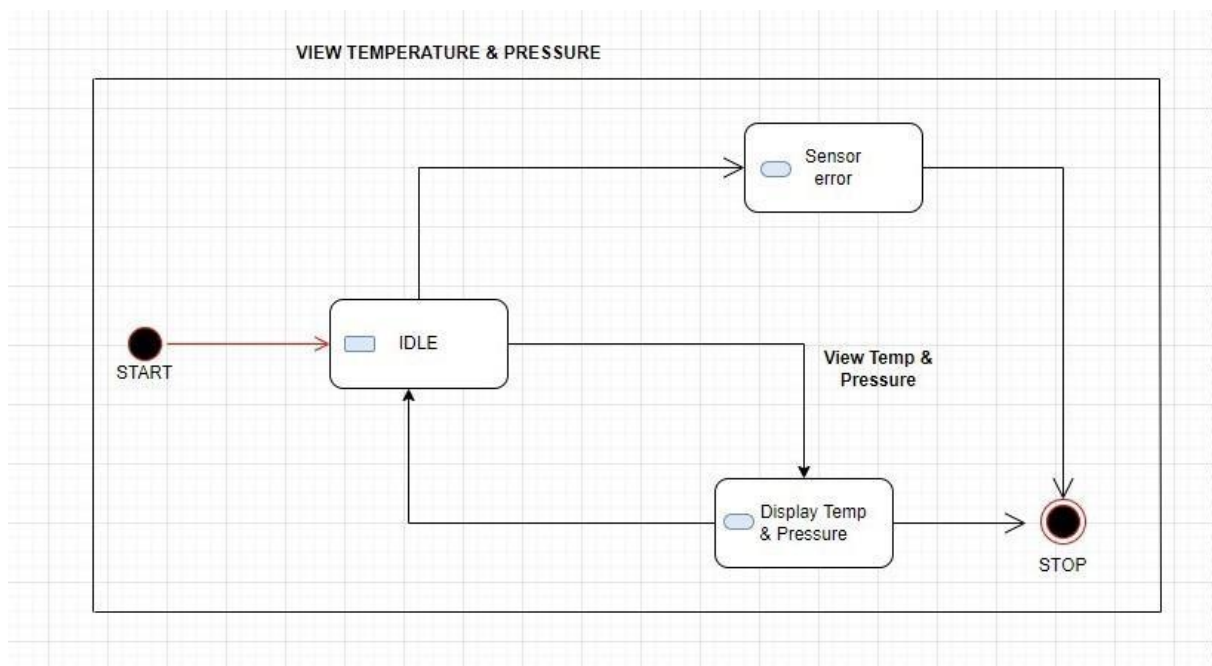 VIEW TEMPERATURE & PRESSURE
Sensor
error
START
IDLE
View Temp &
Pressure
Display Temp
& Pressure
STOP